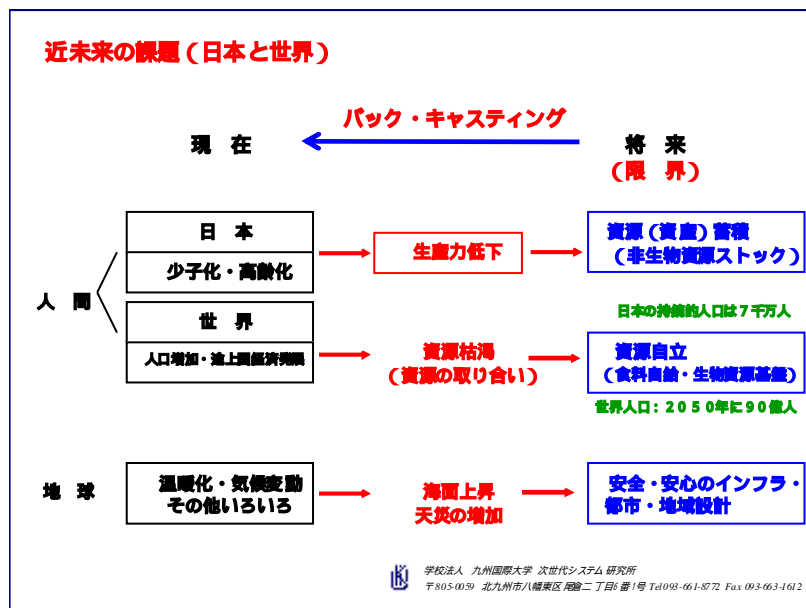 近未来の課題（日本と世界）
バック・キャスティング
現　在
将　来
（限　界）
人　間
日　本
少子化・高齢化
生産力低下
資源（資産）蓄積
（非生物資源ストック）
世　界
人口増加・途上国経済発展
資源枯渇
（資源の取り合い）
日本の持続的人口は７千万人
資源自立
（食料自給・生物資源基盤）
世界人口：２０５０年に９０億人
地　球
温暖化・気候変動
その他いろいろ
海面上昇
天災の増加
安全・安心のインフラ・
都市・地域設計
学校法人　九州国際大学　次世代システム研究所
〒805-0059　北九州市八幡東区尾倉二丁目6番1号 Tel 093-661-8772 Fax 093-663-1612